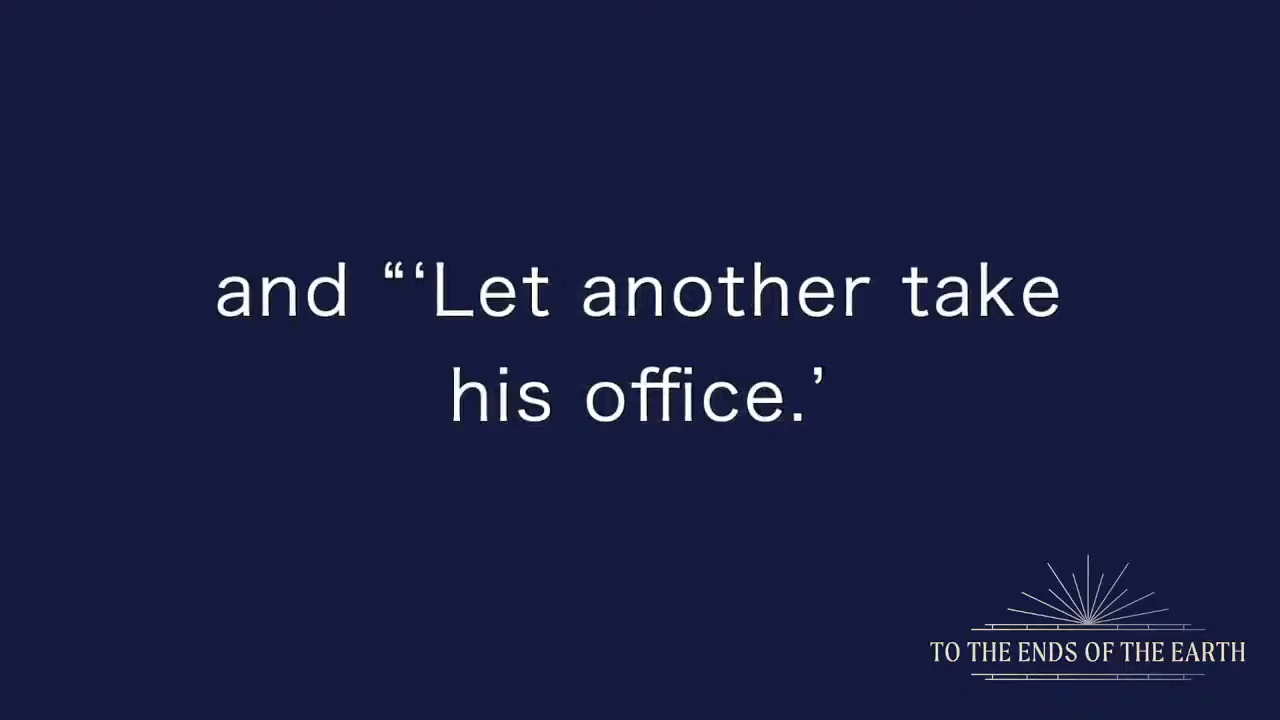 and “‘Let another take
his office.’
TO THE ENDS OF THE EARTH